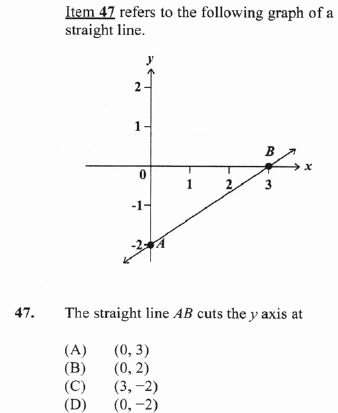 Item 47 refers to the following graph of a
straight line.
y
2
1
B
x
0
1
2
3
-1
-2
A
47. The straight line AB cuts the y axis at
(A) (0, 3)
(B) (0, 2)
(C) (3, −2)
(D) (0, −2)